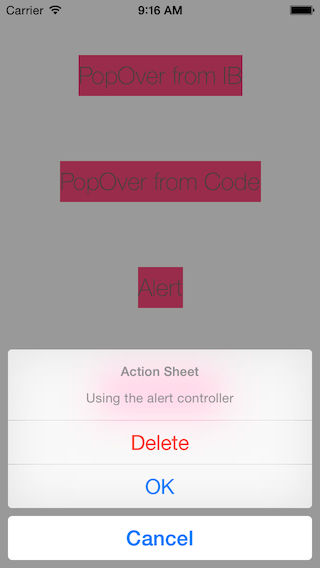 Carrier 9:16 AM
PopOver from IB
PopOver from Code
Alert
Action Sheet
Using the alert controller
Delete
OK
Cancel